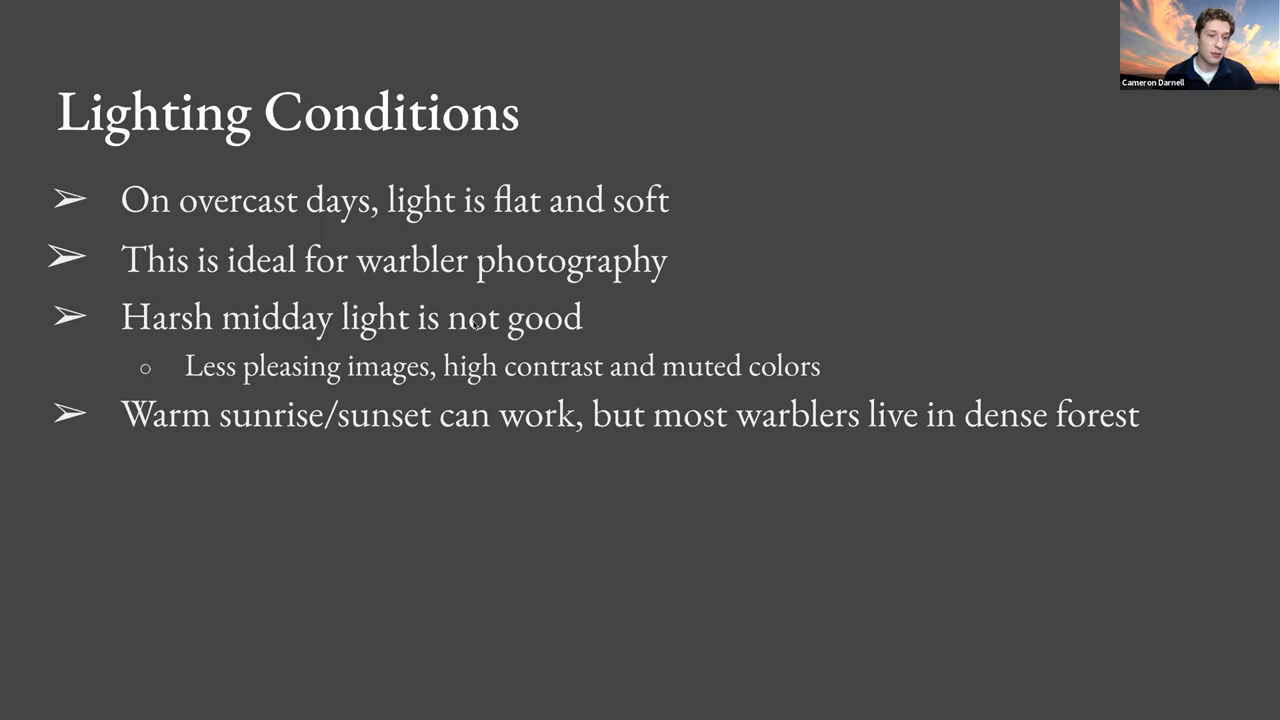 Cameron Darnell
Lighting Conditions
➢ On overcast days, light is flat and soft
➢ This is ideal for warbler photography
➢ Harsh midday light is not good
○ Less pleasing images, high contrast and muted colors
➢ Warm sunrise/sunset can work, but most warblers live in dense forest